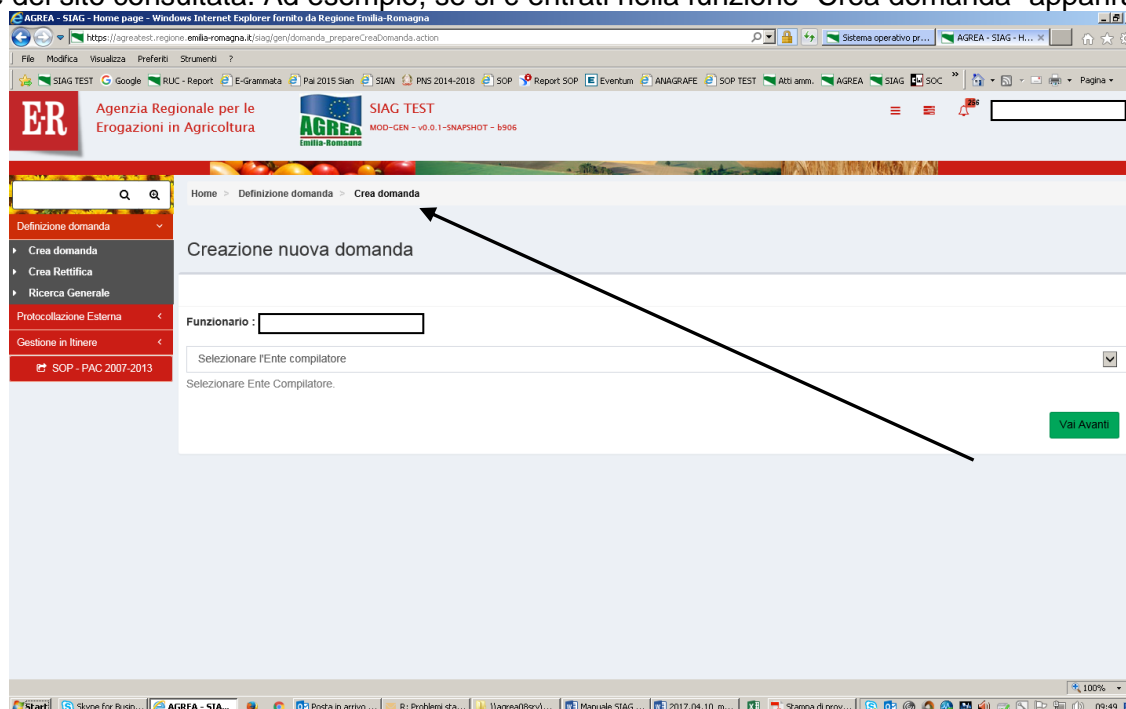 del sito consultata. Ad esempio, se si è entrati nella funzione "Crea domanda" apparirà
AGREA - STAG - Home page - Windows Internet Explorer fornito da Regione Emilia-Romagna
https://agreatest.regione.emilia-romagna.it/siag/gen/domanda_prepareCreaDomanda.action
Sistema operativo pr...
AGREA - STAG - H...
File Modifica Visualizza Preferiti Strumenti ?
STAG TEST Google RUC - Report E-Grammata Pai 2015 Sian SIAN PNS 2014-2018 SOP Report SOP Eventum ANAGRAFE SOP TEST Atti amm. AGREA STAG SOC » Pagina
E·R Agenzia Regionale per le
Erogazioni in Agricoltura
AGREA
Emilia-Romagna
SIAG TEST
MOD-GEN - v0.0.1-SNAPSHOT - b906
256
Home > Definizione domanda > Crea domanda
Definizione domanda
Crea domanda
Crea Rettifica
Ricerca Generale
Protocollazione Esterna
Gestione in Itinere
SOP - PAC 2007-2013
Creazione nuova domanda
Funzionario :
Selezionare l'Ente compilatore
Selezionare Ente Compilatore.
Vai Avanti
100%
Start Skype for Busin... AGREA - STA... Posta in arrivo ... R: Problemi sta... \\agrea08srv\... Manuale STAG ... 2017.04.10_m... Stampa di prov... 09:49